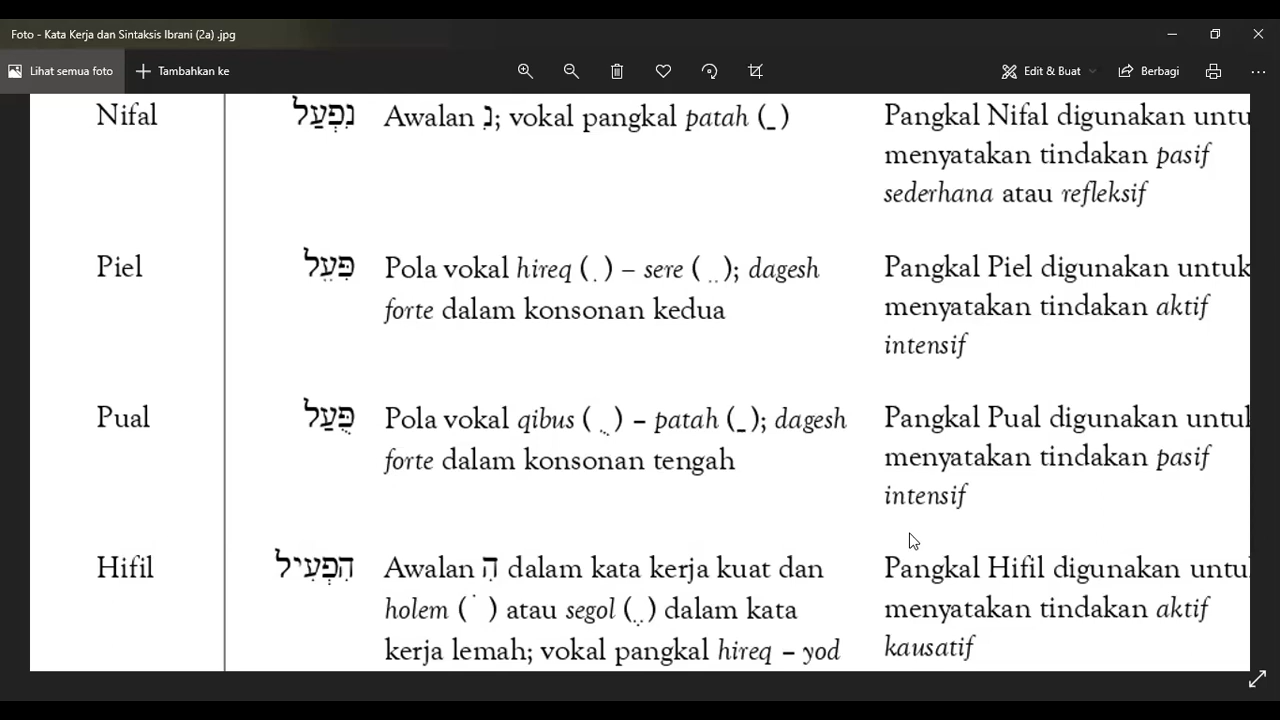 Foto - Kata Kerja dan Sintaksis Ibrani (2a) .jpg
Lihat semua foto
Tambahkan ke
Edit & Buat
Berbagi
Nifal נִפְעַל Awalan נִ; vokal pangkal patah (ַ) Pangkal Nifal digunakan untu
menyatakan tindakan pasif
sederhana atau refleksif
Piel פִּעֵּל Pola vokal hireq (ִ) – sere (ֵ); dagesh Pangkal Piel digunakan untuk
forte dalam konsonan kedua menyatakan tindakan aktif
intensif
Pual פֻּעַּל Pola vokal qibus (ֻ) – patah (ַ); dagesh Pangkal Pual digunakan untuk
forte dalam konsonan tengah menyatakan tindakan pasif
intensif
Hifil הִפְעִיל Awalan הִ dalam kata kerja kuat dan Pangkal Hifil digunakan untu
holem (ֹ) atau segol (ֶ) dalam kata menyatakan tindakan aktif
kerja lemah; vokal pangkal hireq – yod kausatif